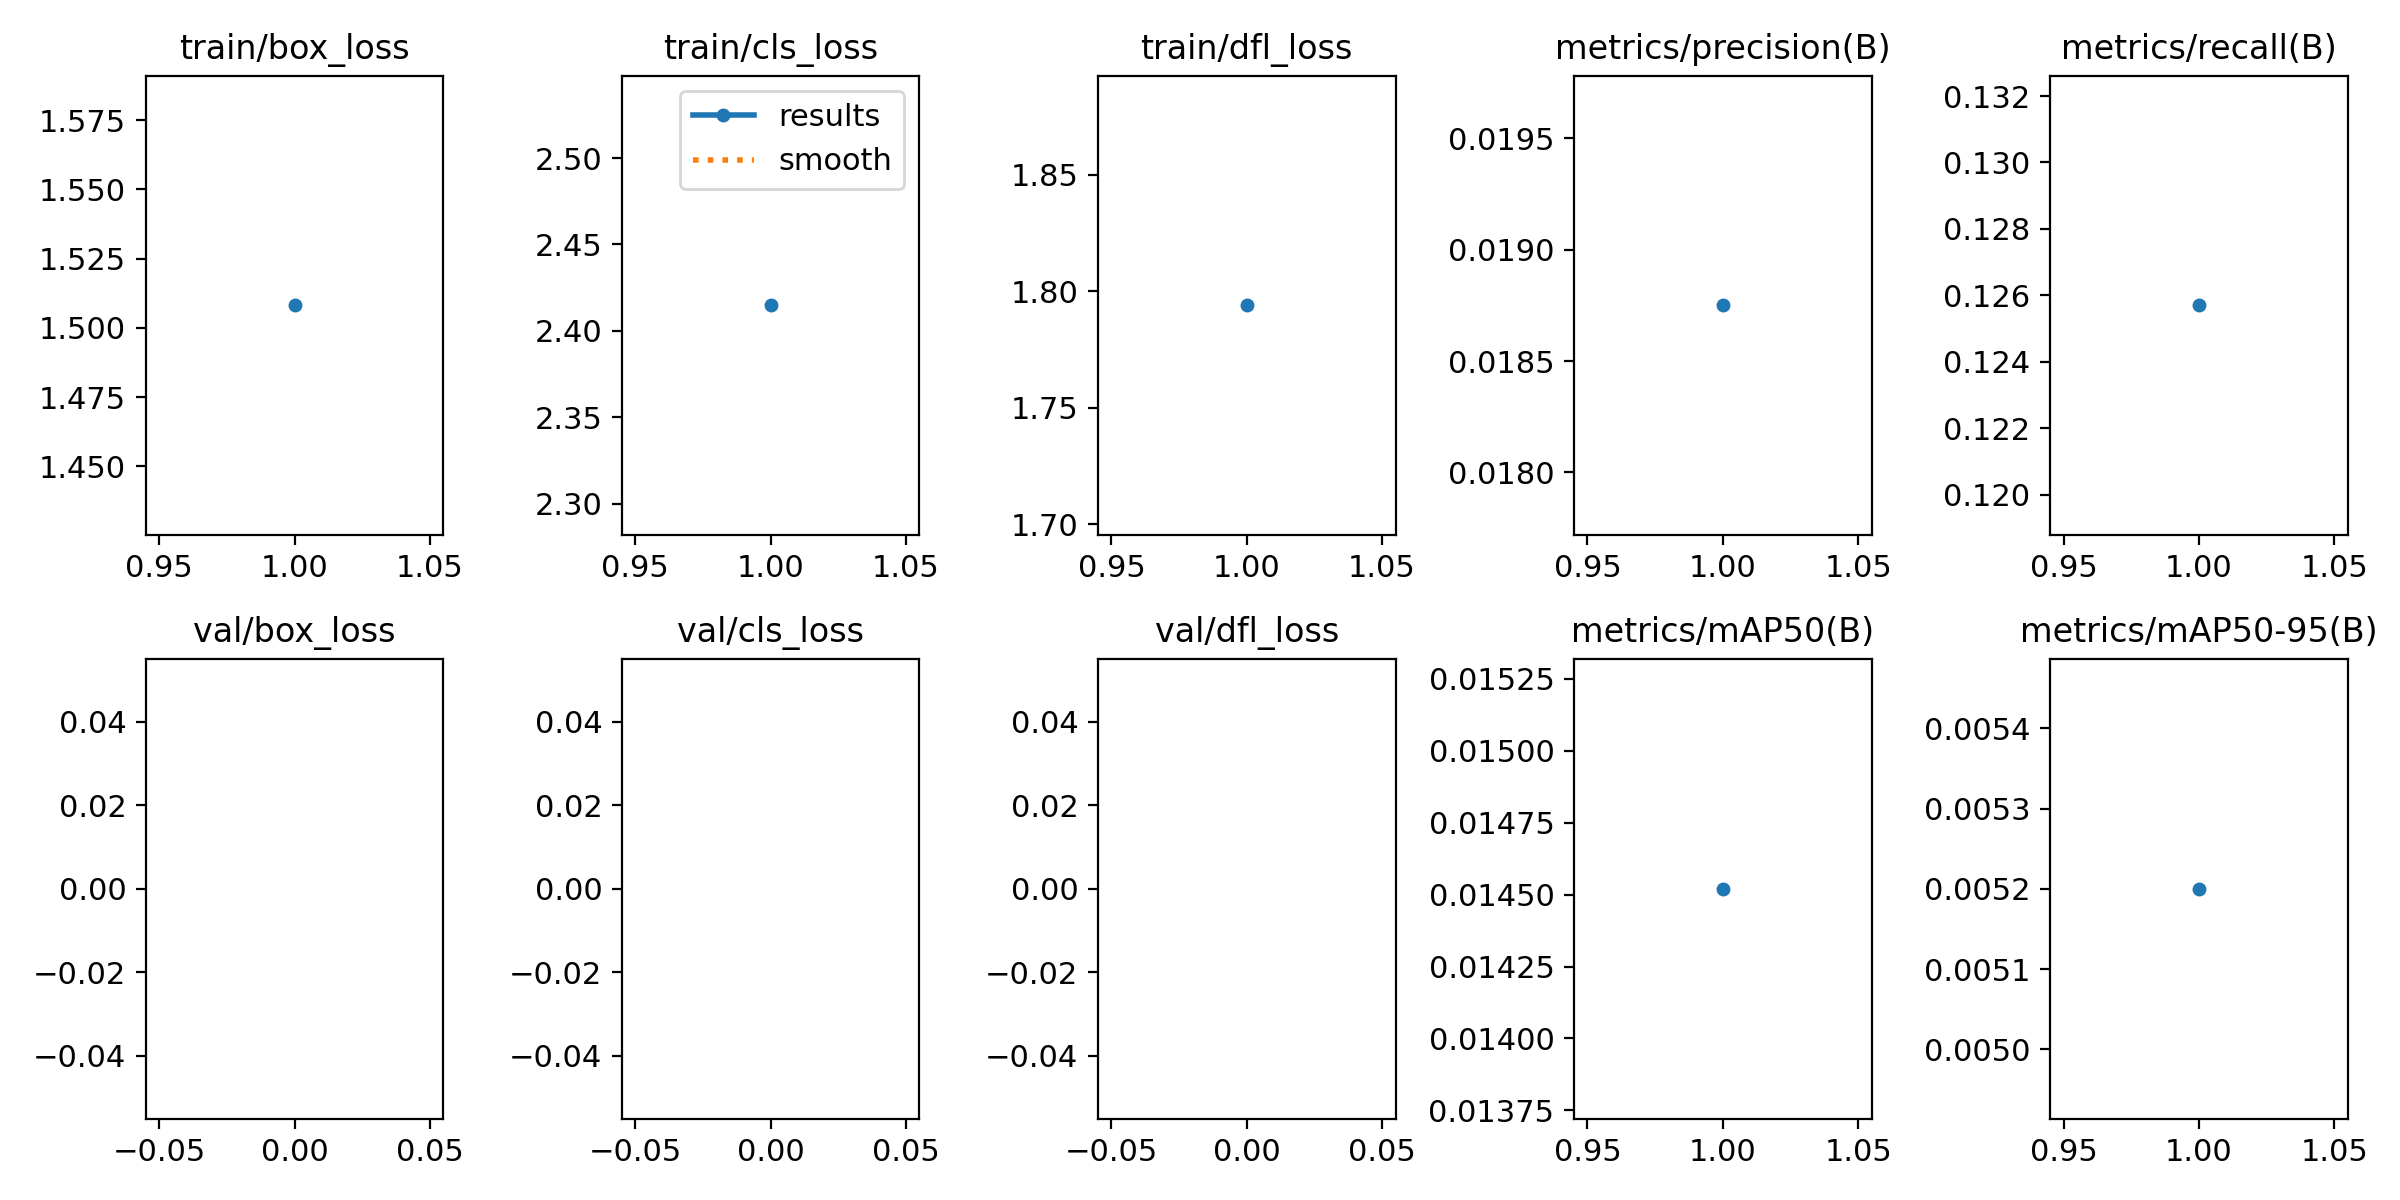 train/box_loss
train/cls_loss
train/dfl_loss
metrics/precision(B)
metrics/recall(B)
1.575
1.550
1.525
1.500
1.475
1.450
0.95 1.00 1.05
results
smooth
2.50
2.45
2.40
2.35
2.30
0.95 1.00 1.05
1.85
1.80
1.75
1.70
0.95 1.00 1.05
0.0195
0.0190
0.0185
0.0180
0.95 1.00 1.05
0.132
0.130
0.128
0.126
0.124
0.122
0.120
0.95 1.00 1.05
val/box_loss
val/cls_loss
val/dfl_loss
metrics/mAP50(B)
metrics/mAP50-95(B)
0.04
0.02
0.00
−0.02
−0.04
−0.05 0.00 0.05
0.04
0.02
0.00
−0.02
−0.04
−0.05 0.00 0.05
0.04
0.02
0.00
−0.02
−0.04
−0.05 0.00 0.05
0.01525
0.01500
0.01475
0.01450
0.01425
0.01400
0.01375
0.95 1.00 1.05
0.0054
0.0053
0.0052
0.0051
0.0050
0.95 1.00 1.05